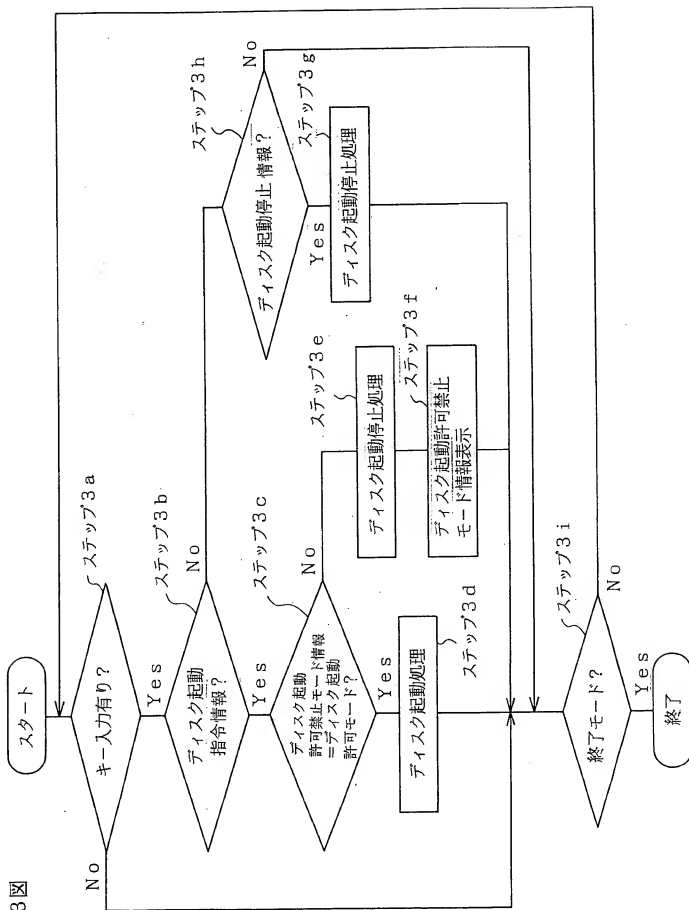 3図
スタート
キー入力有り?
ステップ3a
No
Yes
ディスク起動
指令情報?
ステップ3b
No
Yes
ディスク起動
許可禁止モード情報
=ディスク起動
許可モード?
ステップ3c
No
Yes
ディスク起動処理
ステップ3d
ディスク起動停止処理
ステップ3e
ディスク起動許可禁止
モード情報表示
ステップ3f
ディスク起動停止 情報?
ステップ3h
No
Yes
ディスク起動停止処理
ステップ3g
終了モード?
ステップ3i
No
Yes
終了